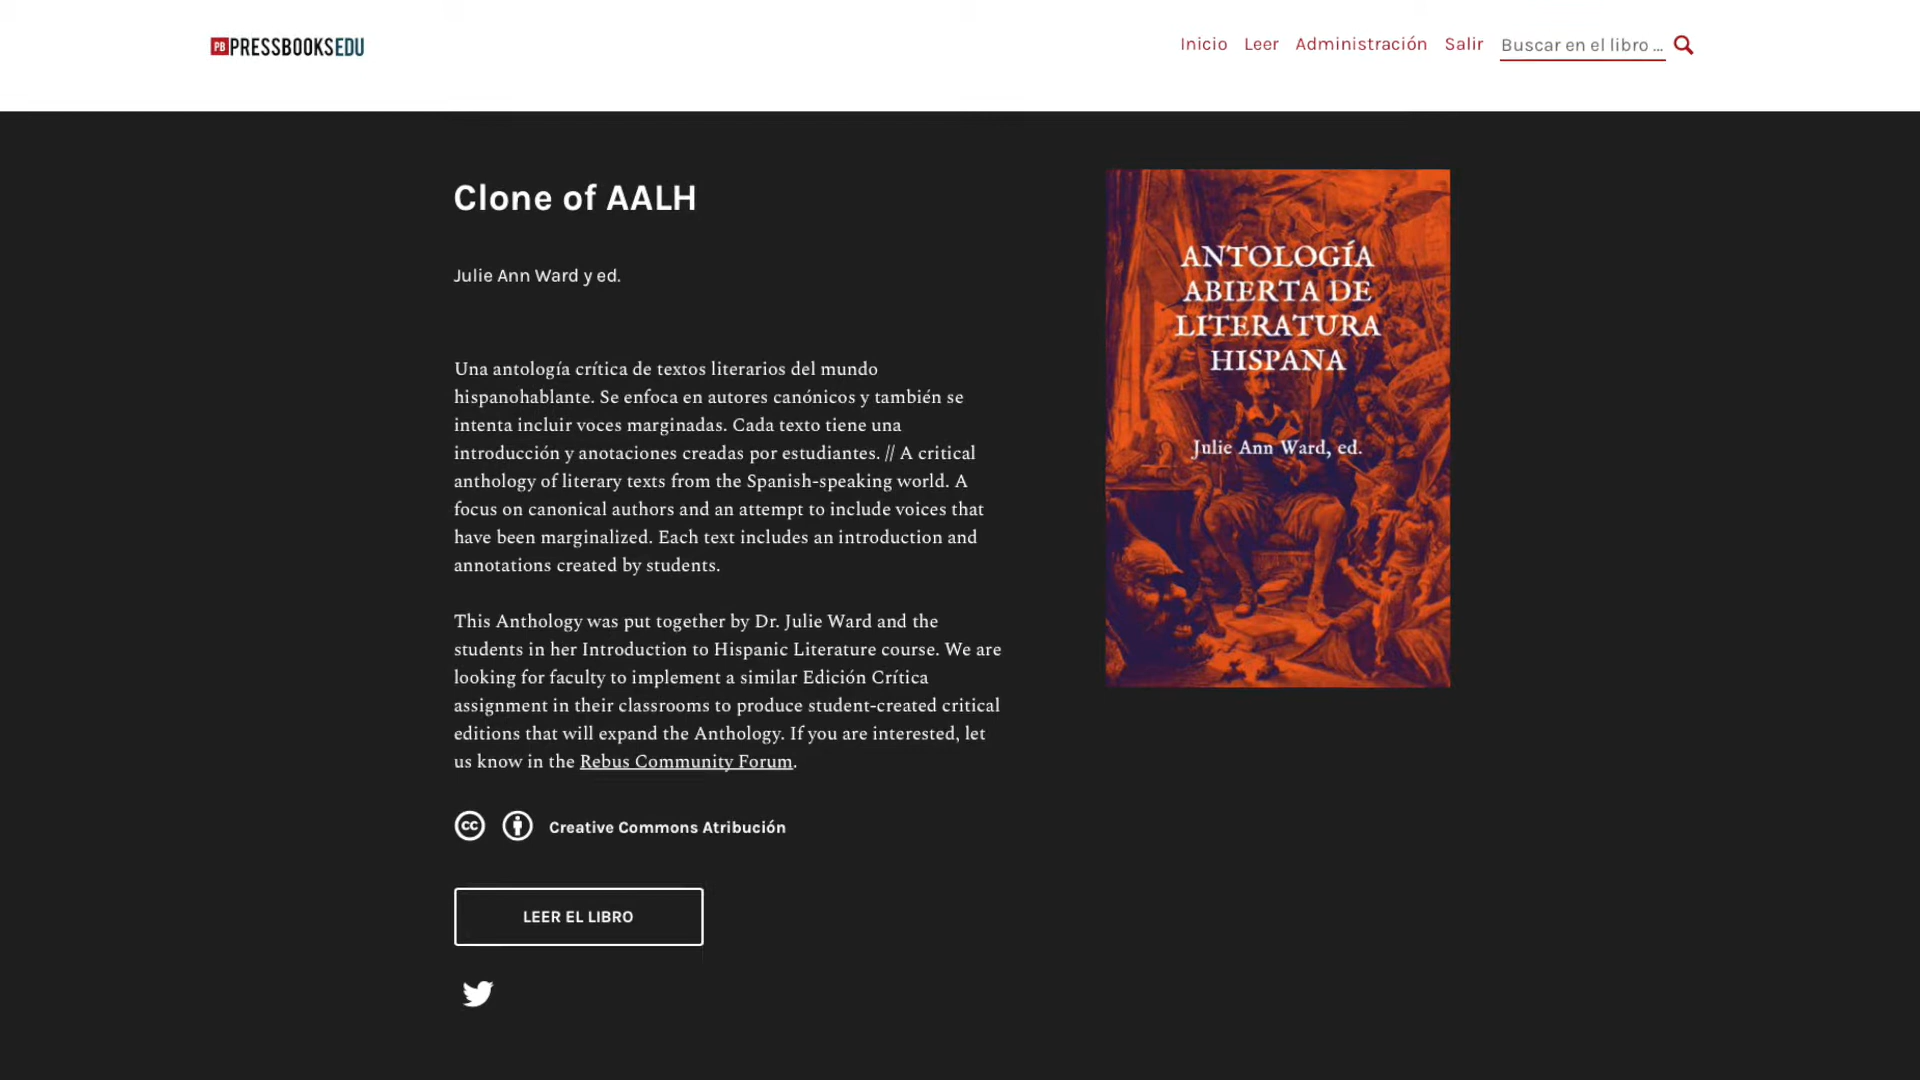 PB PRESSBOOKSEDU
Inicio Leer Administración Salir Buscar en el libro ...
Clone of AALH
Julie Ann Ward y ed.
Una antología crítica de textos literarios del mundo
hispanohablante. Se enfoca en autores canónicos y también se
intenta incluir voces marginadas. Cada texto tiene una
introducción y anotaciones creadas por estudiantes. // A critical
anthology of literary texts from the Spanish-speaking world. A
focus on canonical authors and an attempt to include voices that
have been marginalized. Each text includes an introduction and
annotations created by students.
This Anthology was put together by Dr. Julie Ward and the
students in her Introduction to Hispanic Literature course. We are
looking for faculty to implement a similar Edición Crítica
assignment in their classrooms to produce student-created critical
editions that will expand the Anthology. If you are interested, let
us know in the Rebus Community Forum.
cc Creative Commons Atribución
LEER EL LIBRO
ANTOLOGÍA
ABIERTA DE
LITERATURA
HISPANA
Julie Ann Ward, ed.